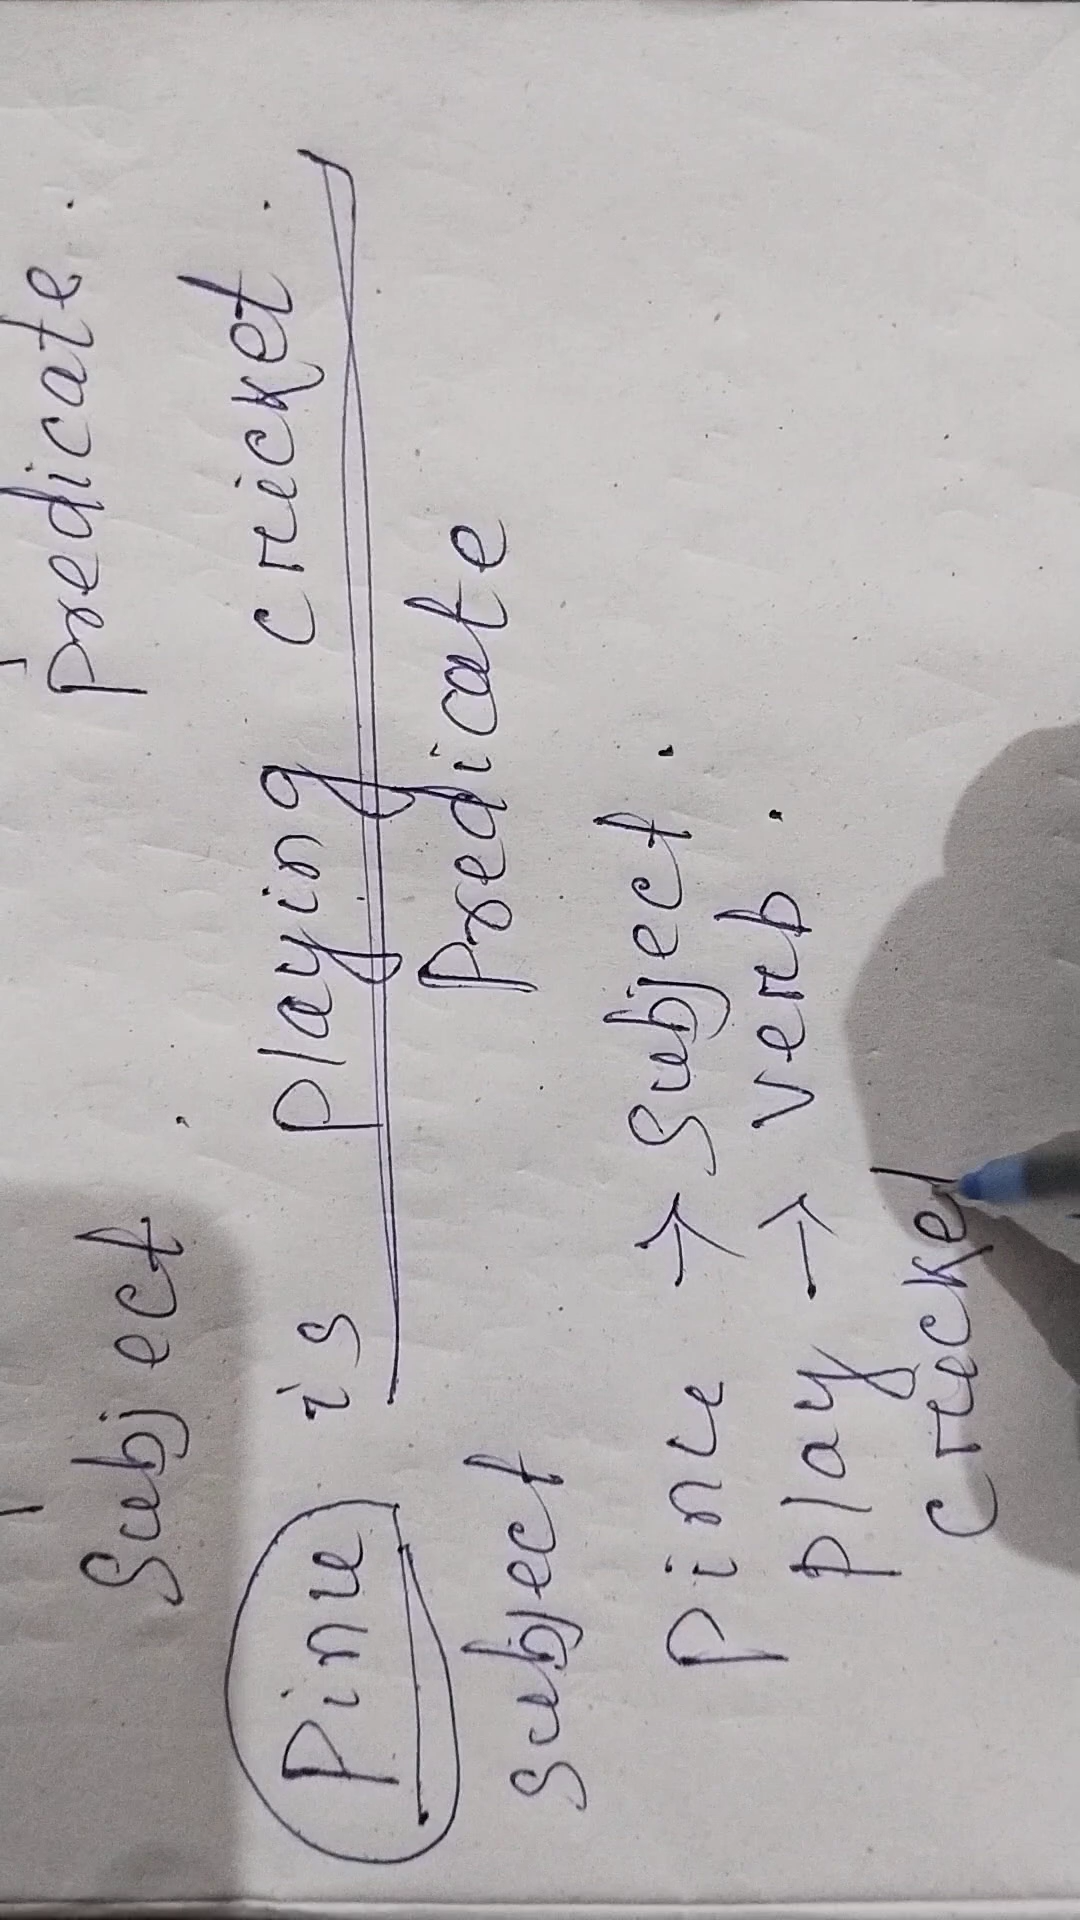 Subject Predicate.
Pinu is playing cricket.
Subject Predicate
Pinu → Subject.
Play → Verb.
Cricket